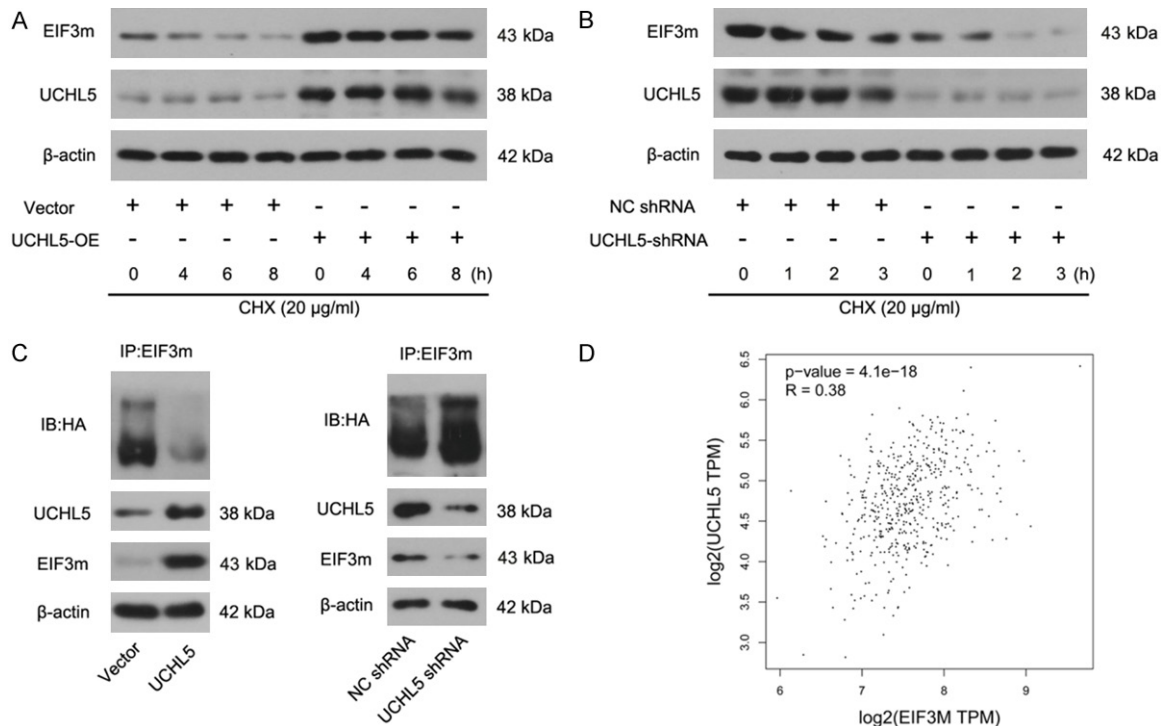 A
EIF3m 43 kDa
UCHL5 38 kDa
β-actin 42 kDa
Vector + + + + - - - -
UCHL5-OE - - - - + + + +
0 4 6 8 0 4 6 8 (h)
CHX (20 µg/ml)
B
EIF3m 43 kDa
UCHL5 38 kDa
β-actin 42 kDa
NC shRNA + + + + - - - -
UCHL5-shRNA - - - - + + + +
0 1 2 3 0 1 2 3 (h)
CHX (20 µg/ml)
C
IP:EIF3m
IB:HA
UCHL5 38 kDa
EIF3m 43 kDa
β-actin 42 kDa
Vector
UCHL5
IP:EIF3m
IB:HA
UCHL5 38 kDa
EIF3m 43 kDa
β-actin 42 kDa
NC shRNA
UCHL5 shRNA
D
p-value = 4.1e-18
R = 0.38
log2(UCHL5 TPM)
6.5
6.0
5.5
5.0
4.5
4.0
3.5
3.0
6 7 8 9
log2(EIF3M TPM)